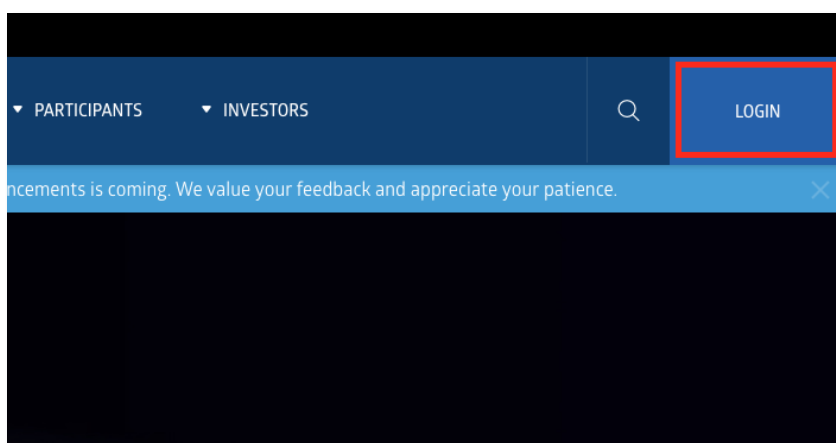 PARTICIPANTS INVESTORS LOGIN
ncements is coming. We value your feedback and appreciate your patience.